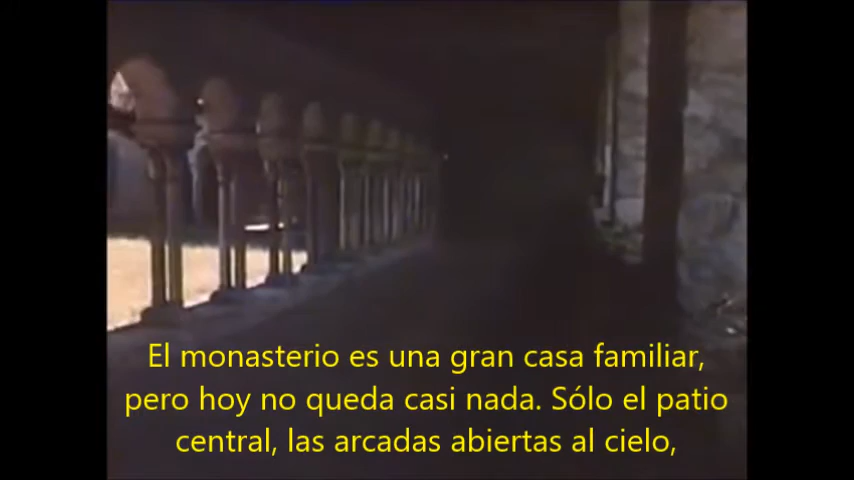 El monasterio es una gran casa familiar,
pero hoy no queda casi nada. Sólo el patio
central, las arcadas abiertas al cielo,